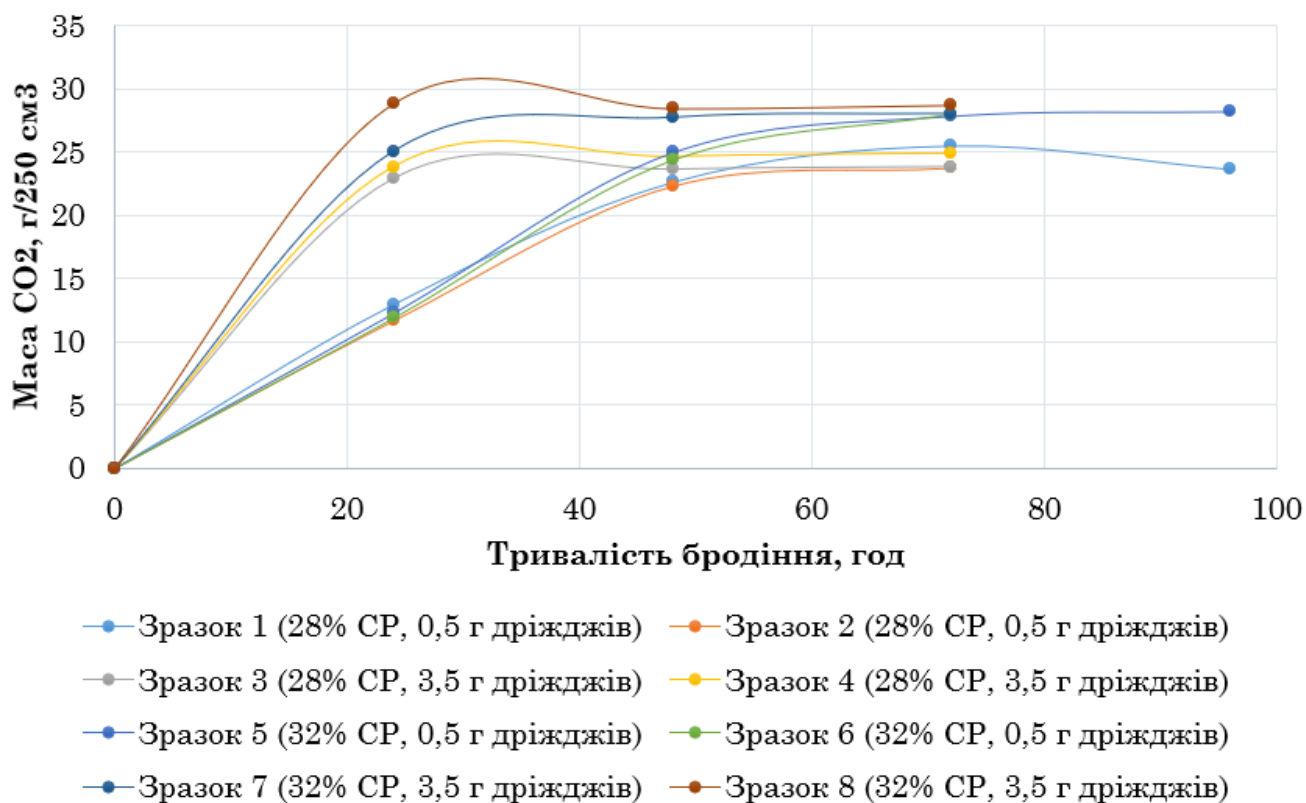 Маса СО2, г/250 см3
35
30
25
20
15
10
5
0
0 20 40 60 80 100
Тривалість бродіння, год
Зразок 1 (28% СР, 0,5 г дріжджів) Зразок 2 (28% СР, 0,5 г дріжджів)
Зразок 3 (28% СР, 3,5 г дріжджів) Зразок 4 (28% СР, 3,5 г дріжджів)
Зразок 5 (32% СР, 0,5 г дріжджів) Зразок 6 (32% СР, 0,5 г дріжджів)
Зразок 7 (32% СР, 3,5 г дріжджів) Зразок 8 (32% СР, 3,5 г дріжджів)